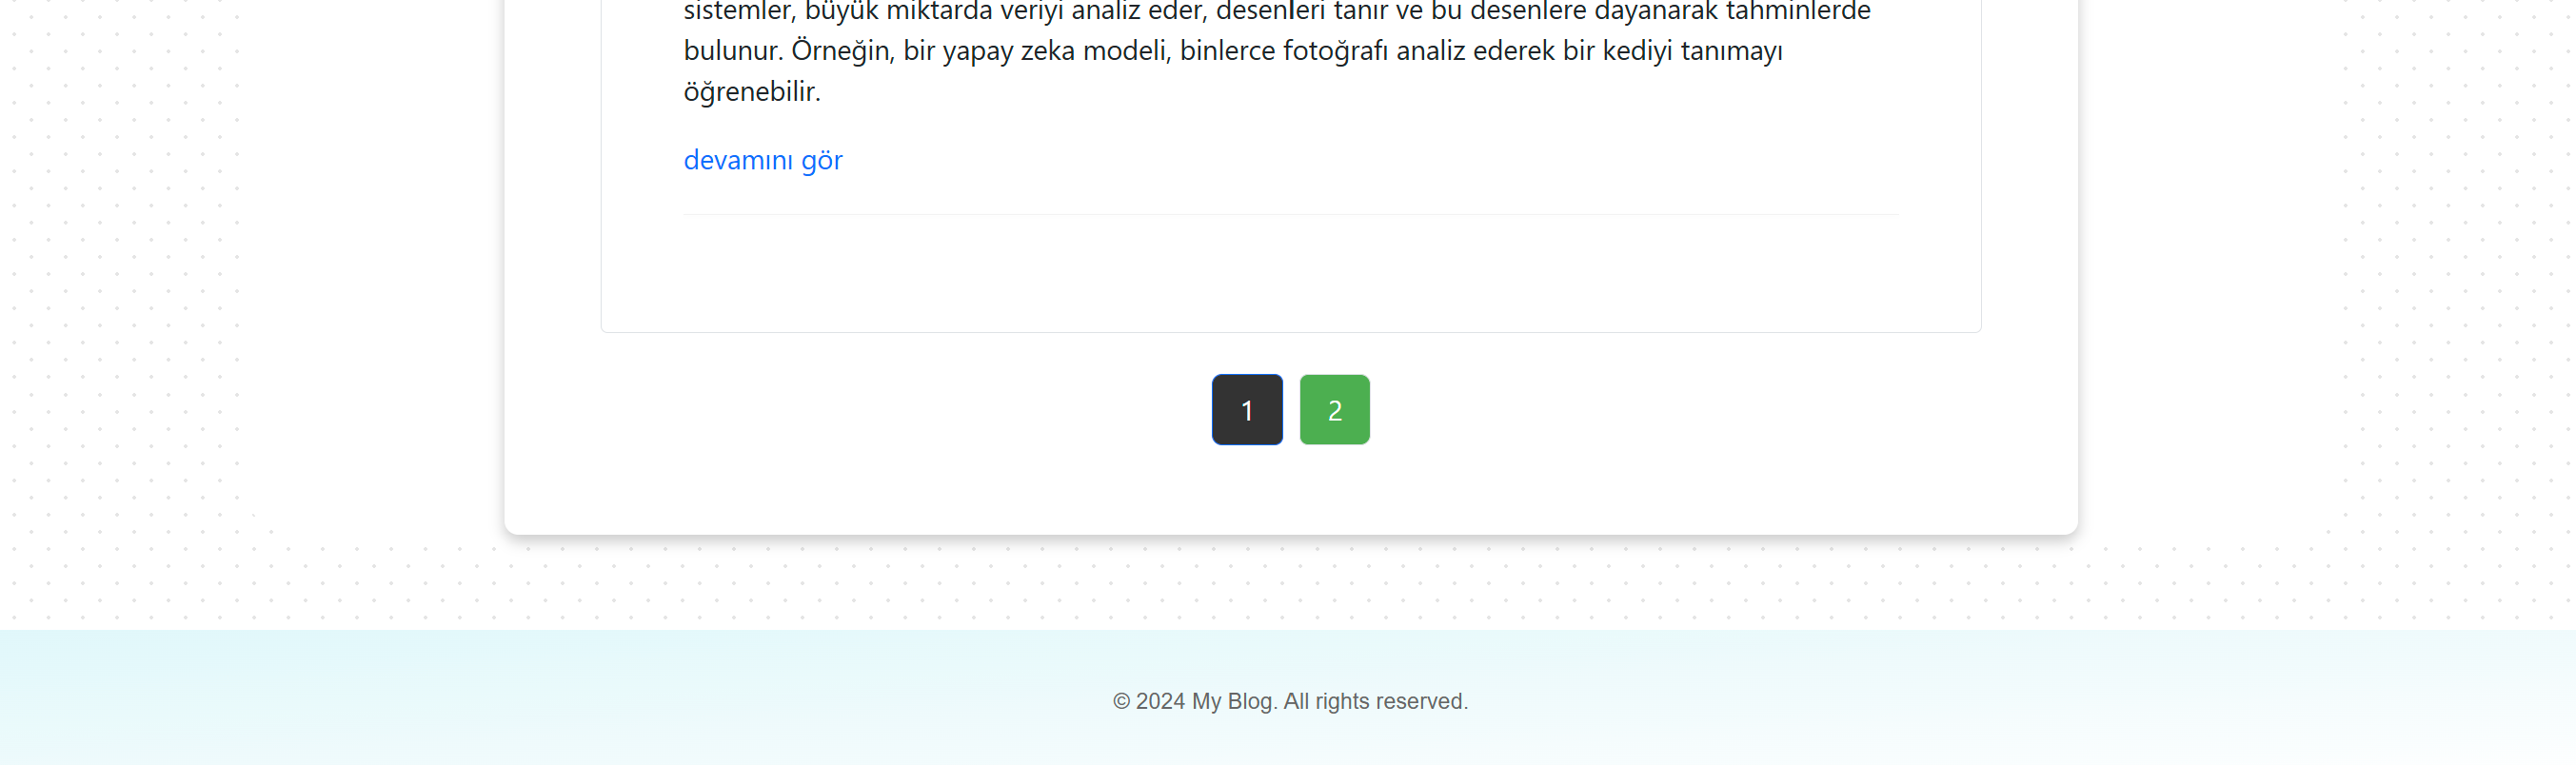 sistemler, büyük miktarda veriyi analiz eder, desenleri tanır ve bu desenlere dayanarak tahminlerde
bulunur. Örneğin, bir yapay zeka modeli, binlerce fotoğrafı analiz ederek bir kediyi tanımayı
öğrenebilir.
devamını gör
1 2
© 2024 My Blog. All rights reserved.